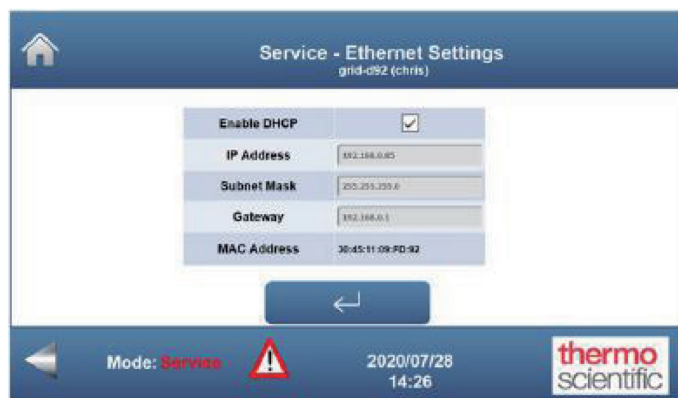 Service - Ethernet Settings
grid-d92 (chris)
Enable DHCP
IP Address 192.168.0.85
Subnet Mask 255.255.255.0
Gateway 192.168.0.1
MAC Address 30:45:11:09:FD:92
Mode: Service
2020/07/28
14:26
thermo
scientific